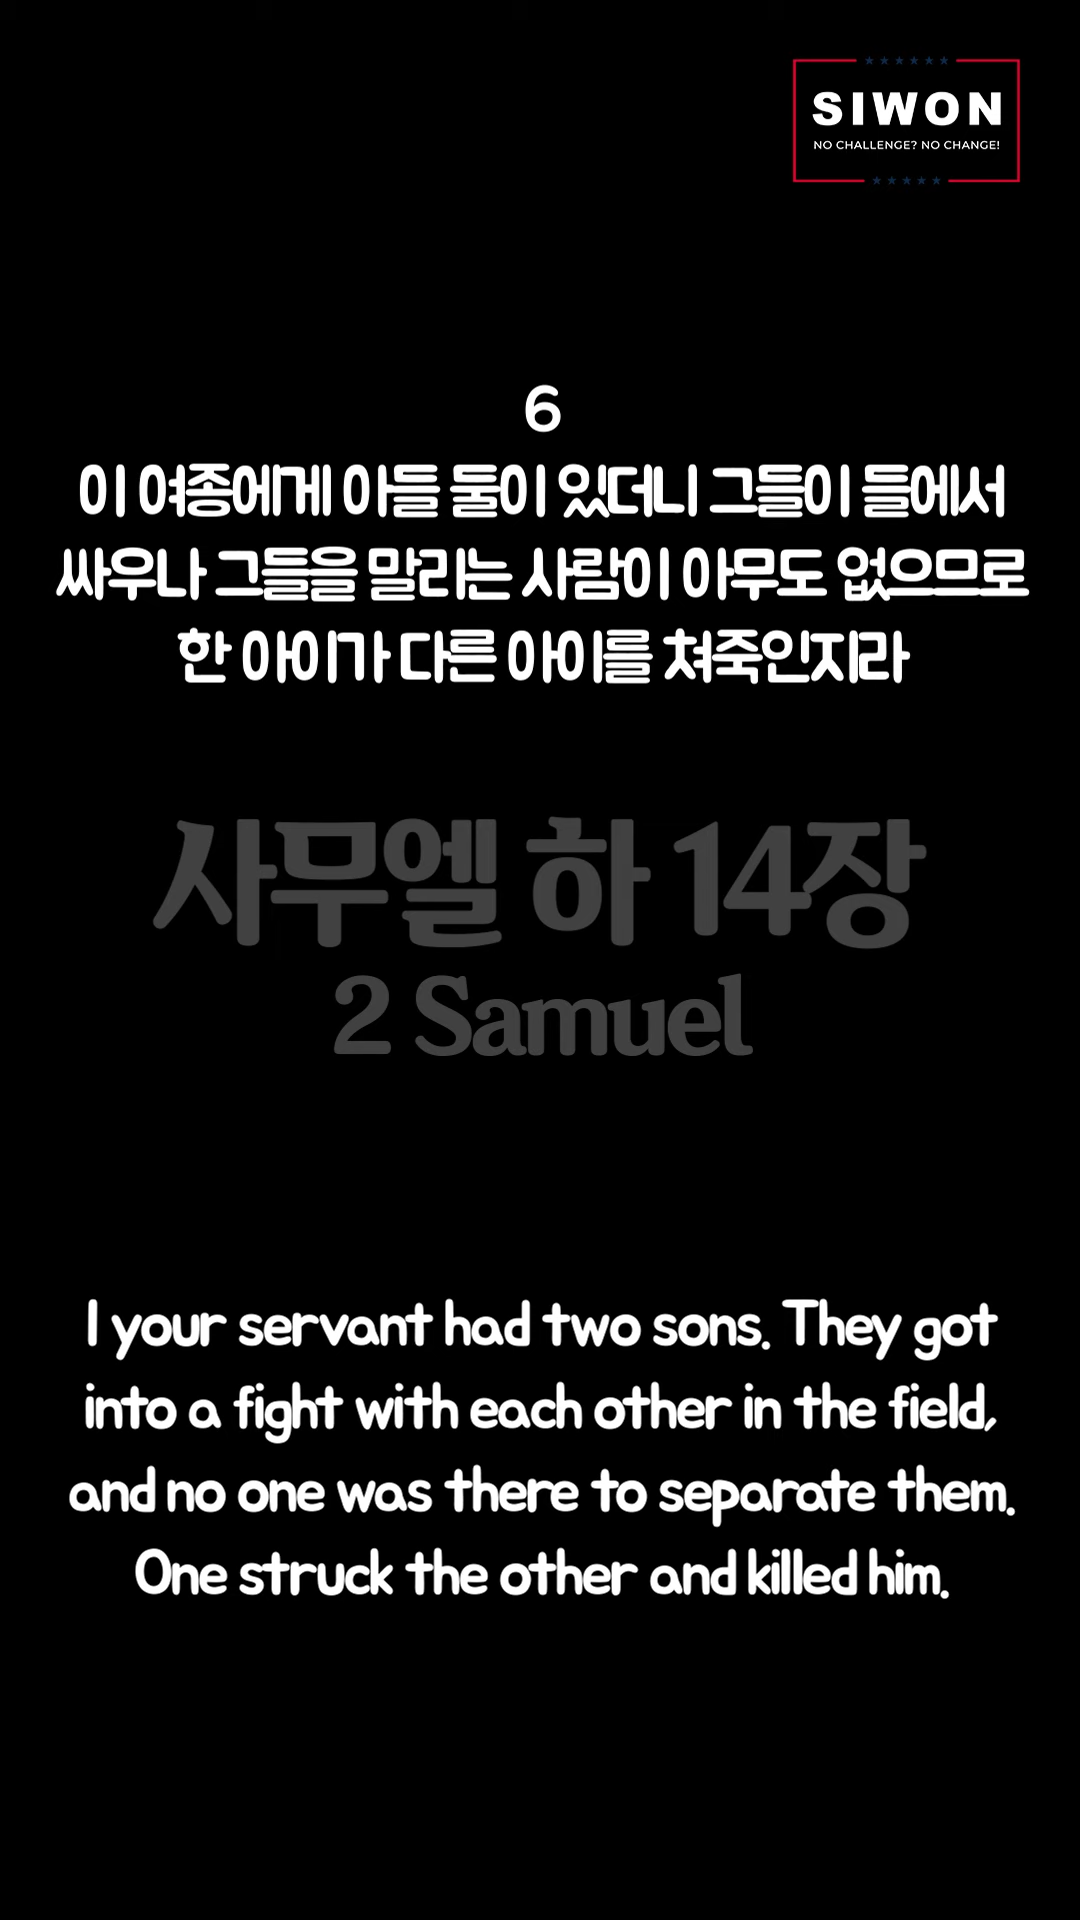 SIWON
NO CHALLENGE? NO CHANGE!
6
이 여종에게 아들 둘이 있더니 그들이 들에서
싸우나 그들을 말리는 사람이 아무도 없으므로
한 아이가 다른 아이를 쳐죽인지라
사무엘 하 14장
2 Samuel
I your servant had two sons. They got
into a fight with each other in the field,
and no one was there to separate them.
One struck the other and killed him.